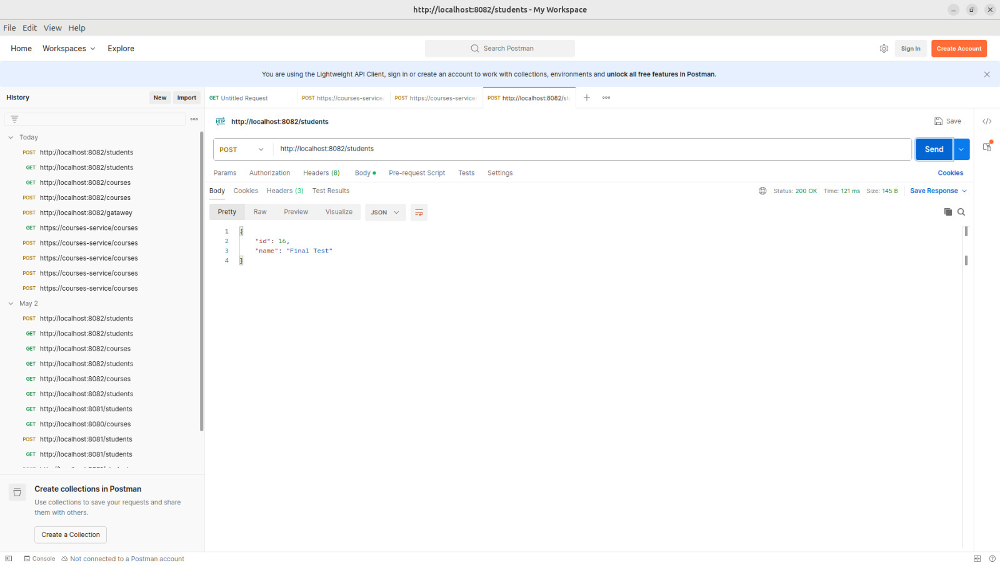 http://localhost:8082/students - My Workspace
File Edit View Help
Home Workspaces Explore
Search Postman
Sign In
Create Account
You are using the Lightweight API Client, sign in or create an account to work with collections, environments and unlock all free features in Postman.
History
New
Import
GET Untitled Request
POST https://courses-service/
POST https://courses-service/
POST http://localhost:8082/st
http://localhost:8082/students
Save
POST
http://localhost:8082/students
Send
Params Authorization Headers (8) Body Pre-request Script Tests Settings
Cookies
Body Cookies Headers (3) Test Results
Status: 200 OK Time: 121 ms Size: 145 B
Save Response
Pretty Raw Preview Visualize
JSON
1 {
2 "id": 16,
3 "name": "Final Test"
4 }
Today
POST http://localhost:8082/students
GET http://localhost:8082/students
GET http://localhost:8082/courses
POST http://localhost:8082/courses
POST http://localhost:8082/gatawey
GET https://courses-service/courses
POST https://courses-service/courses
POST https://courses-service/courses
POST https://courses-service/courses
POST https://courses-service/courses
May 2
POST http://localhost:8082/students
GET http://localhost:8082/students
GET http://localhost:8082/courses
GET http://localhost:8082/students
GET http://localhost:8082/courses
GET http://localhost:8082/students
GET http://localhost:8081/students
GET http://localhost:8080/courses
POST http://localhost:8081/students
GET http://localhost:8081/students
Create collections in Postman
Use collections to save your requests and share
them with others.
Create a Collection
Console
Not connected to a Postman account